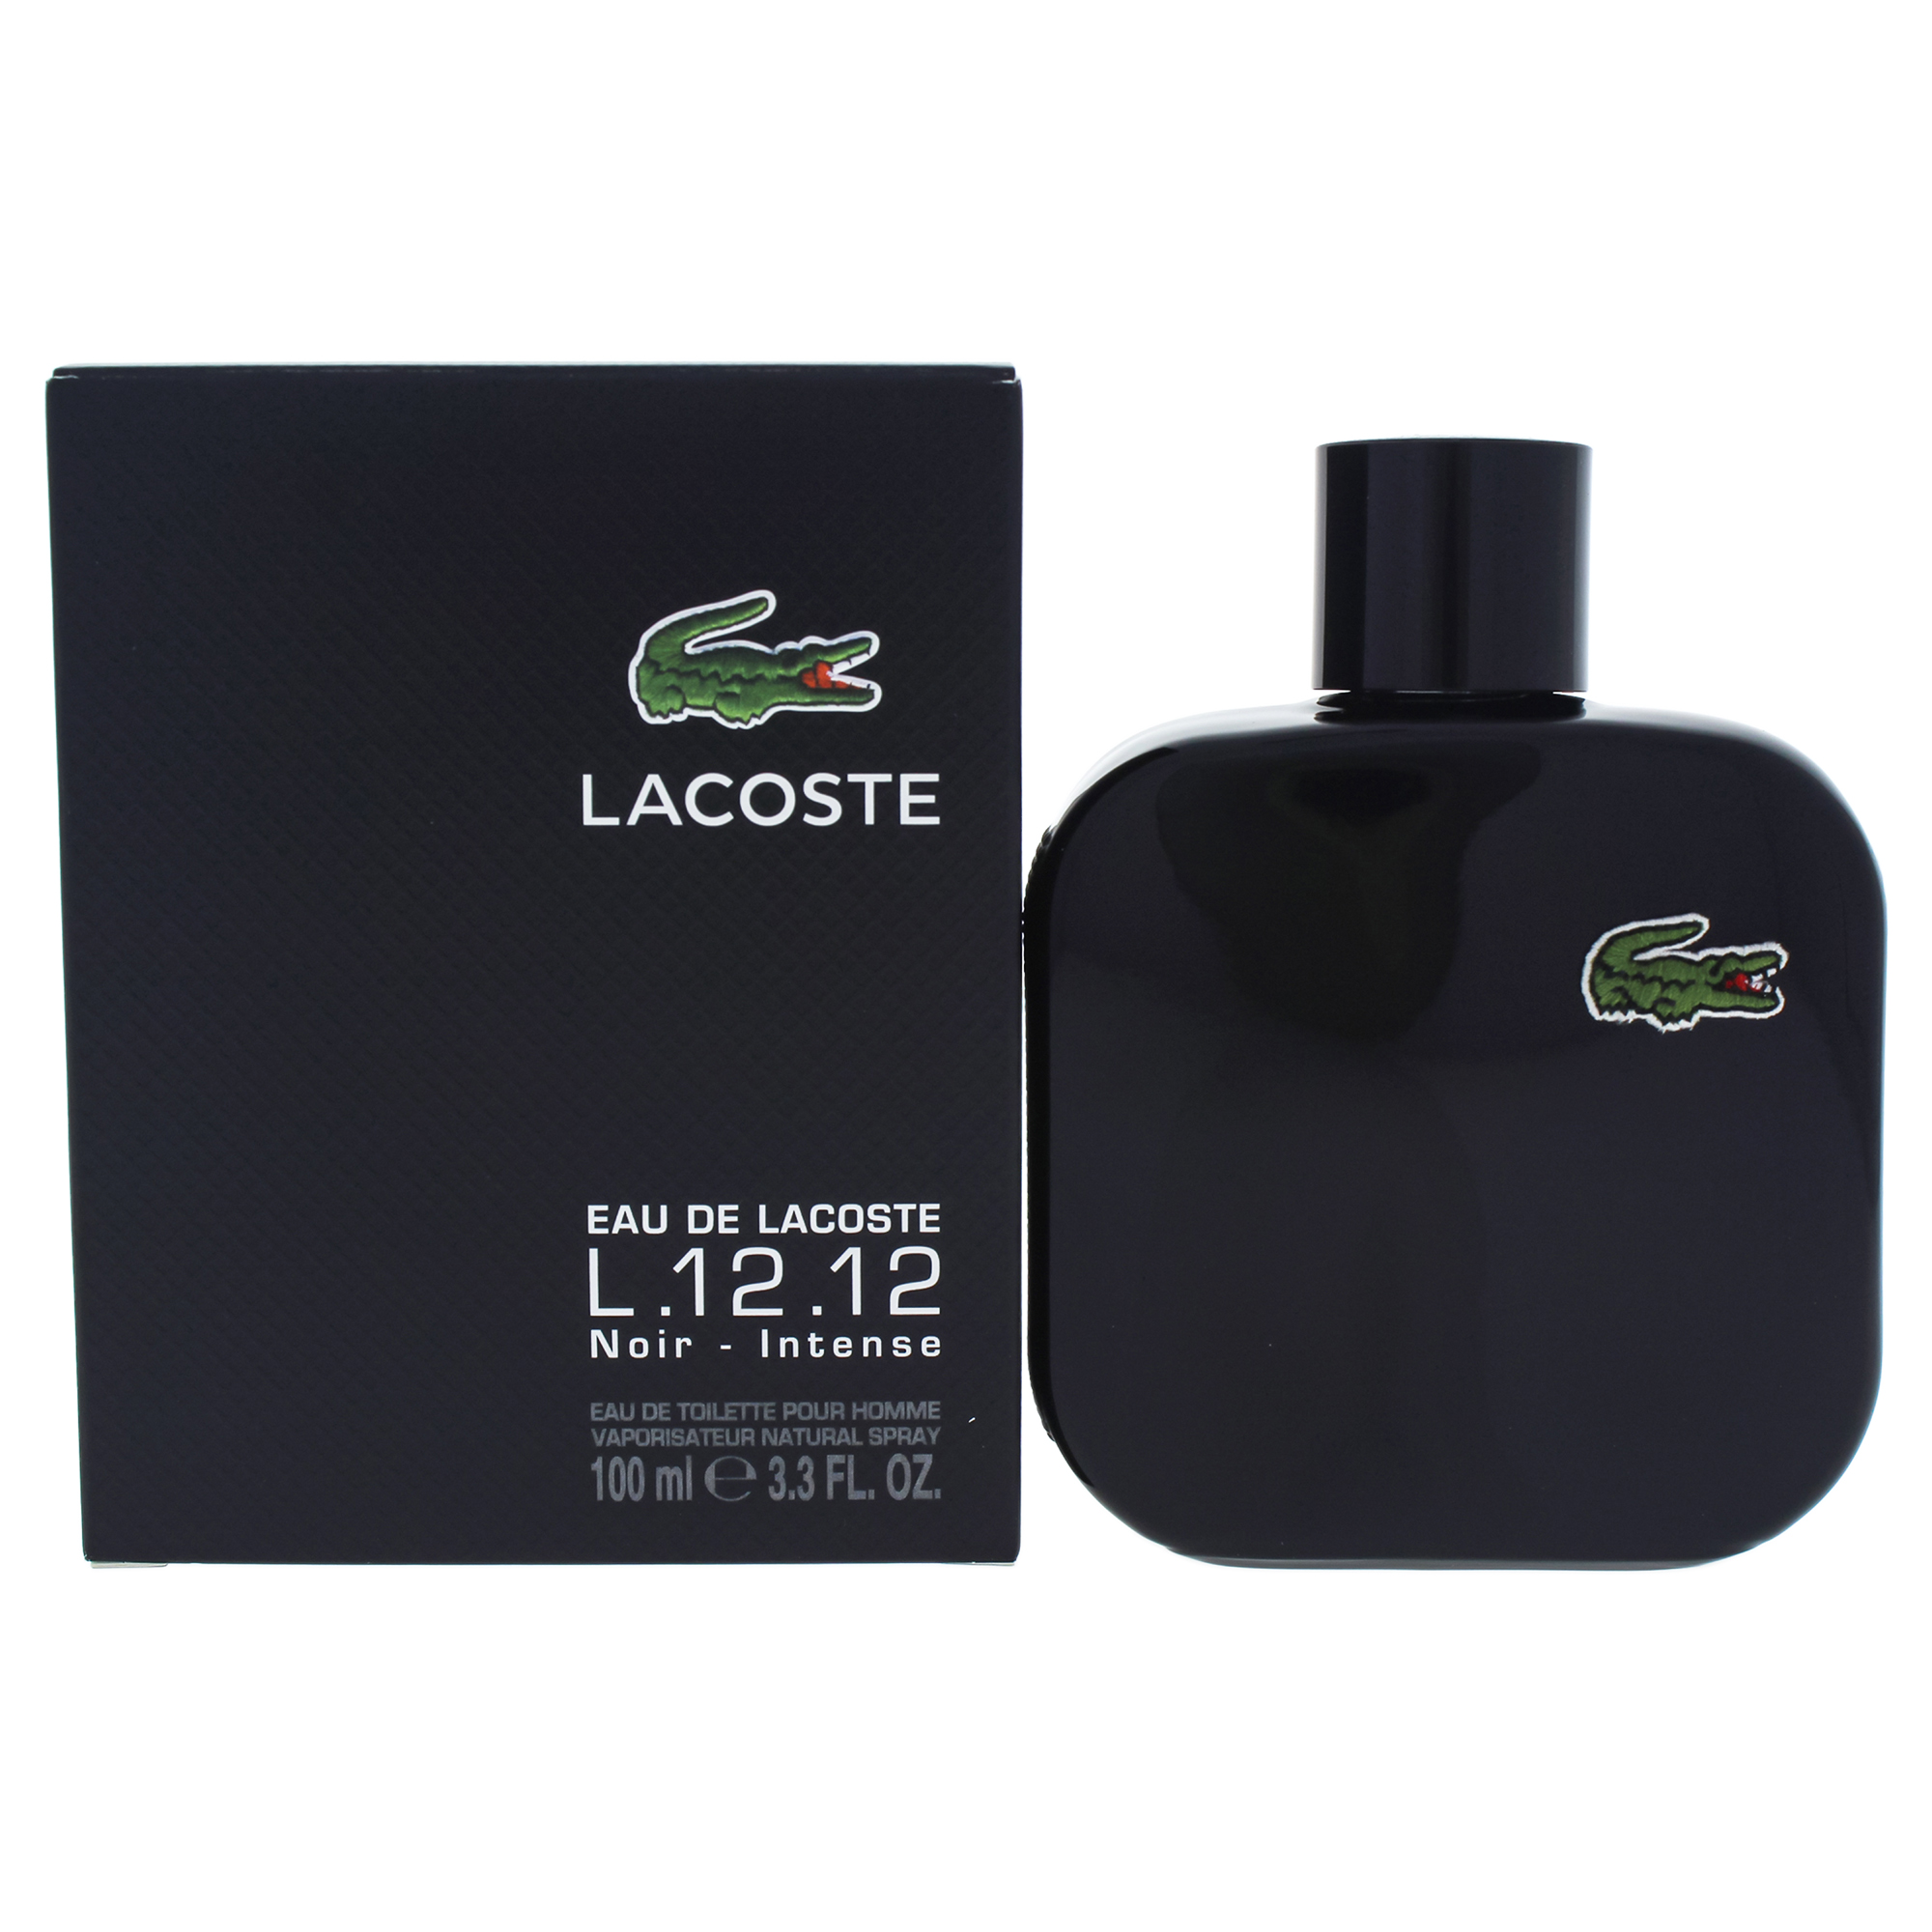 LACOSTE
EAU DE LACOSTE
L.12.12
Noir - Intense
EAU DE TOILETTE POUR HOMME
VAPORISATEUR NATURAL SPRAY
100 ml e 3.3 FL. OZ.